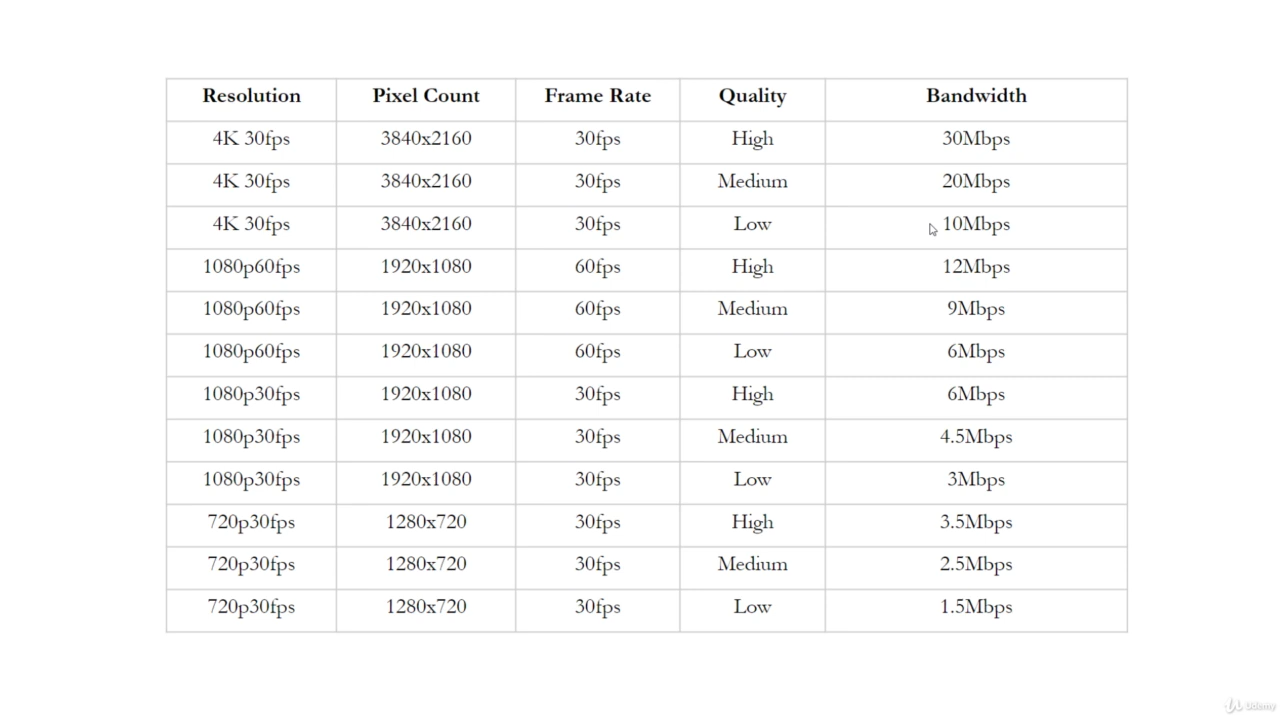 Resolution Pixel Count Frame Rate Quality Bandwidth
4K 30fps 3840x2160 30fps High 30Mbps
4K 30fps 3840x2160 30fps Medium 20Mbps
4K 30fps 3840x2160 30fps Low 10Mbps
1080p60fps 1920x1080 60fps High 12Mbps
1080p60fps 1920x1080 60fps Medium 9Mbps
1080p60fps 1920x1080 60fps Low 6Mbps
1080p30fps 1920x1080 30fps High 6Mbps
1080p30fps 1920x1080 30fps Medium 4.5Mbps
1080p30fps 1920x1080 30fps Low 3Mbps
720p30fps 1280x720 30fps High 3.5Mbps
720p30fps 1280x720 30fps Medium 2.5Mbps
720p30fps 1280x720 30fps Low 1.5Mbps
Udemy